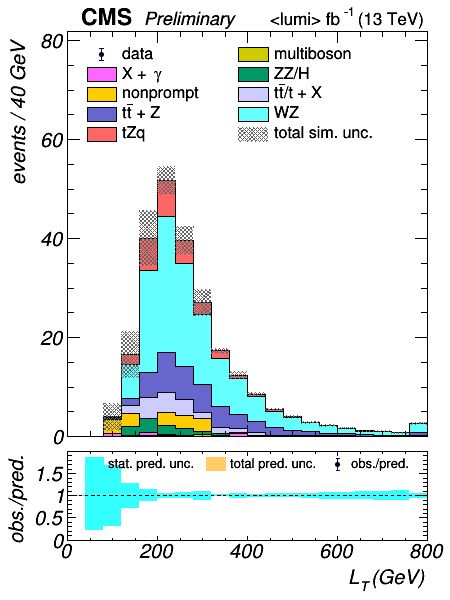 CMS Preliminary <lumi> fb⁻¹ (13 TeV)
events / 40 GeV
80
60
40
20
0
data
X + γ
nonprompt
tt̄ + Z
tZq
multiboson
ZZ/H
tt̄/t + X
WZ
total sim. unc.
obs./pred.
1.5
1
0.5
0
stat. pred. unc. total pred. unc. obs./pred.
0 200 400 600 800
L_T(GeV)